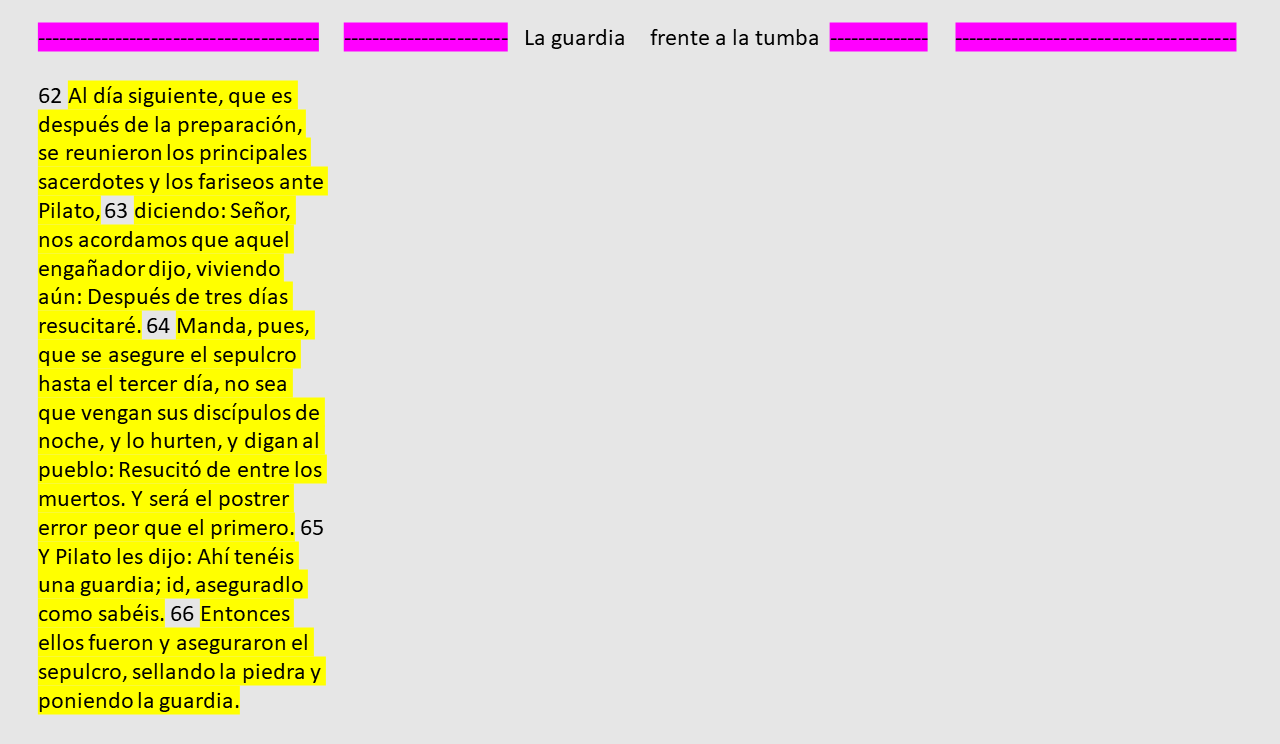 ---------------------------------------- ----------------------- La guardia frente a la tumba -------------- ----------------------------------------
62 Al día siguiente, que es
después de la preparación,
se reunieron los principales
sacerdotes y los fariseos ante
Pilato, 63 diciendo: Señor,
nos acordamos que aquel
engañador dijo, viviendo
aún: Después de tres días
resucitaré. 64 Manda, pues,
que se asegure el sepulcro
hasta el tercer día, no sea
que vengan sus discípulos de
noche, y lo hurten, y digan al
pueblo: Resucitó de entre los
muertos. Y será el postrer
error peor que el primero. 65
Y Pilato les dijo: Ahí tenéis
una guardia; id, aseguradlo
como sabéis. 66 Entonces
ellos fueron y aseguraron el
sepulcro, sellando la piedra y
poniendo la guardia.